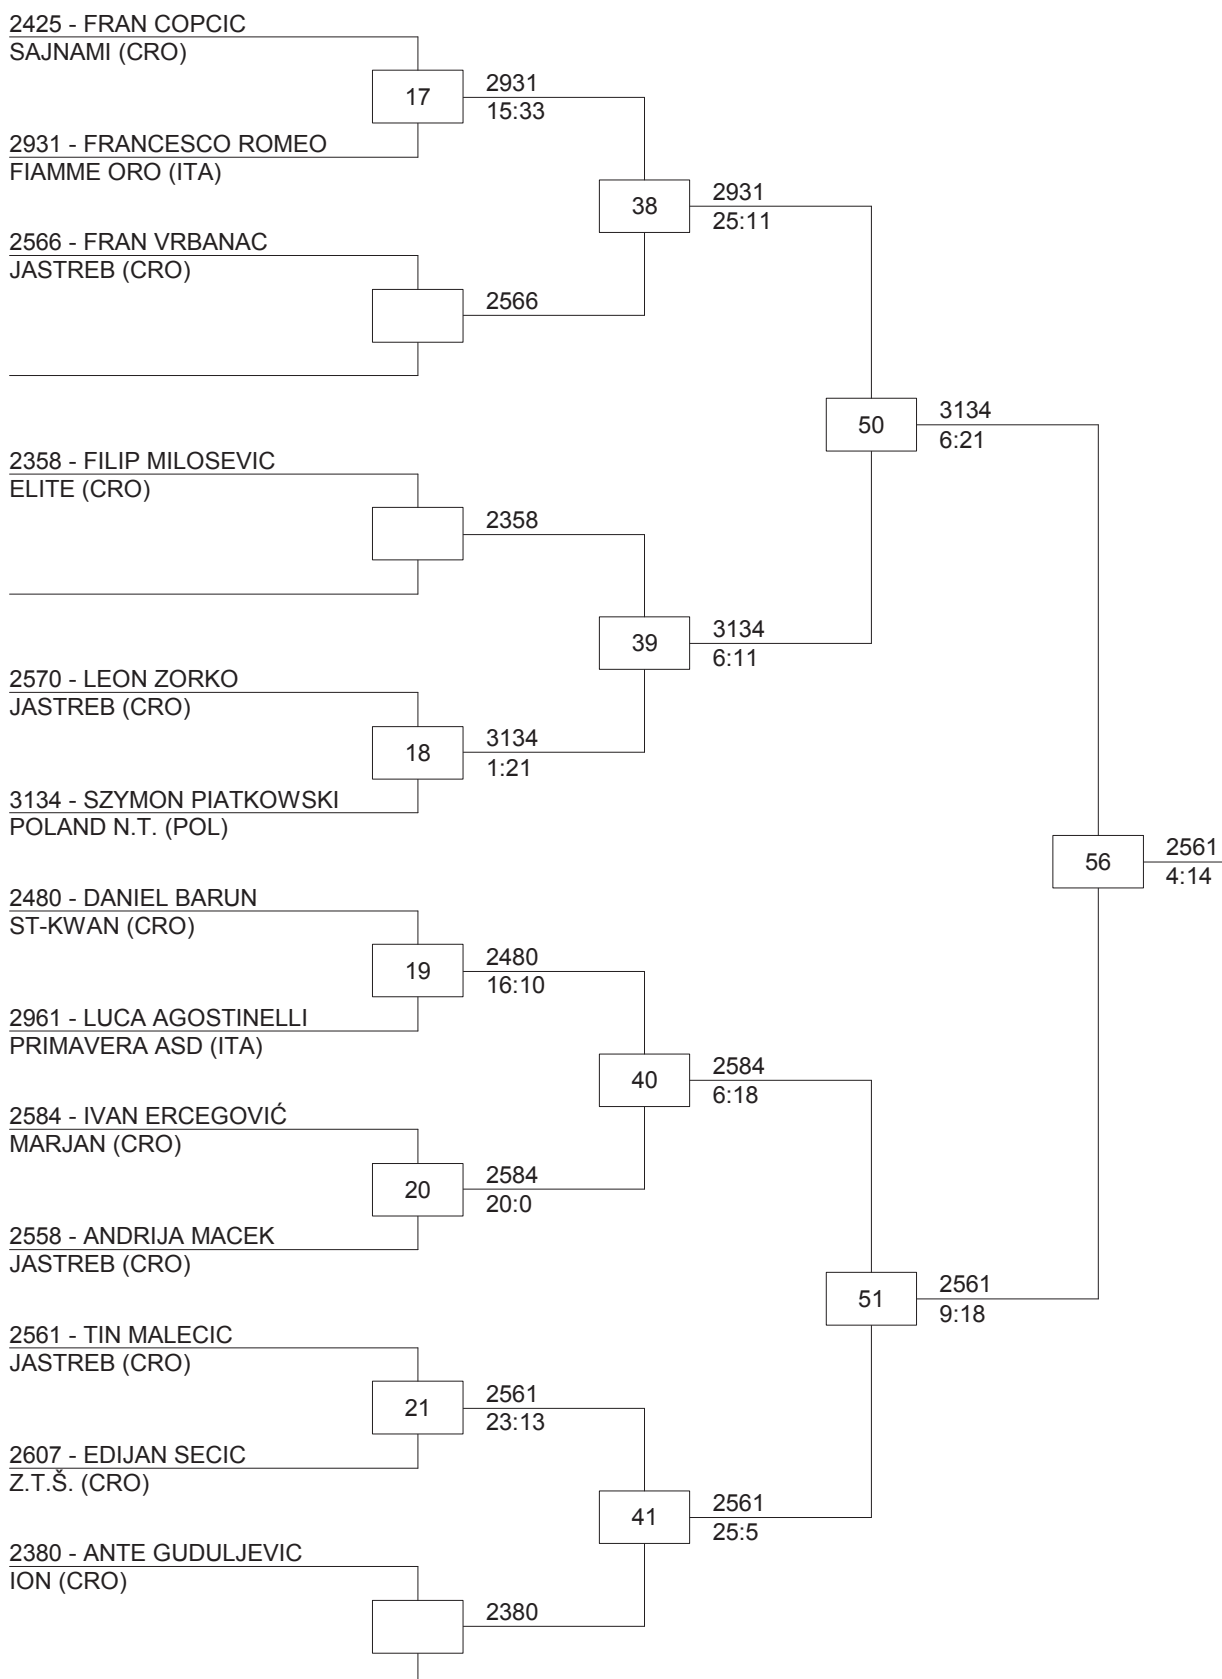 2425 - FRAN COPCIC
SAJNAMI (CRO)
17
2931
15:33
2931 - FRANCESCO ROMEO
FIAMME ORO (ITA)
38
2931
25:11
2566 - FRAN VRBANAC
JASTREB (CRO)
2566
50
3134
6:21
2358 - FILIP MILOSEVIC
ELITE (CRO)
2358
39
3134
6:11
2570 - LEON ZORKO
JASTREB (CRO)
18
3134
1:21
3134 - SZYMON PIATKOWSKI
POLAND N.T. (POL)
56
2561
4:14
2480 - DANIEL BARUN
ST-KWAN (CRO)
19
2480
16:10
2961 - LUCA AGOSTINELLI
PRIMAVERA ASD (ITA)
40
2584
6:18
2584 - IVAN ERCEGOVIĆ
MARJAN (CRO)
20
2584
20:0
2558 - ANDRIJA MACEK
JASTREB (CRO)
51
2561
9:18
2561 - TIN MALECIC
JASTREB (CRO)
21
2561
23:13
2607 - EDIJAN SECIC
Z.T.Š. (CRO)
41
2561
25:5
2380 - ANTE GUDULJEVIC
ION (CRO)
2380